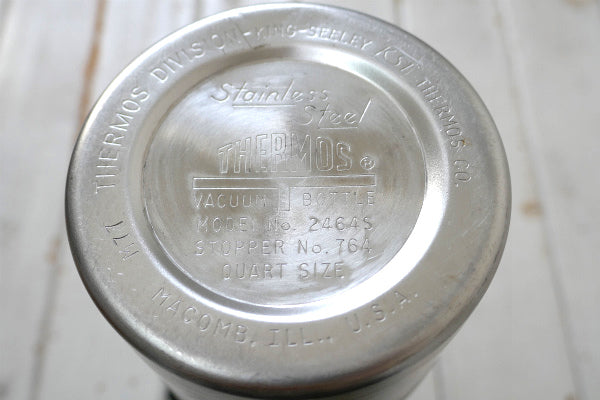 THERMOS DIVISION-KING-SEELEY KST THERMOS CO.
Stainless
Steel
THERMOS®
VACUUM BOTTLE
MODEL No. 2464S
STOPPER No. 764
QUART SIZE
MACOMB, ILL., U.S.A.